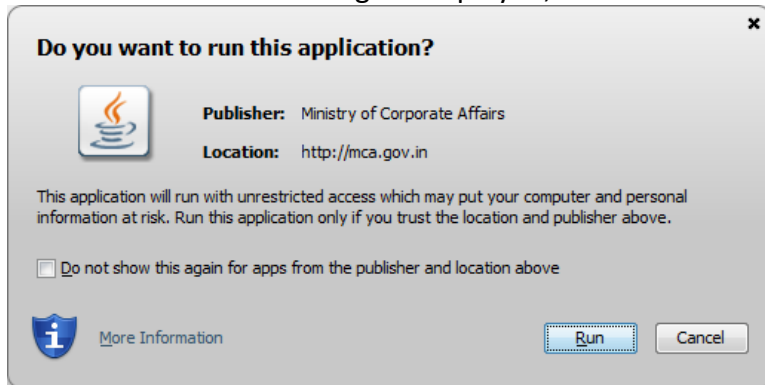 Do you want to run this application?
Publisher: Ministry of Corporate Affairs
Location: http://mca.gov.in
This application will run with unrestricted access which may put your computer and personal
information at risk. Run this application only if you trust the location and publisher above.
Do not show this again for apps from the publisher and location above
More Information
Run Cancel